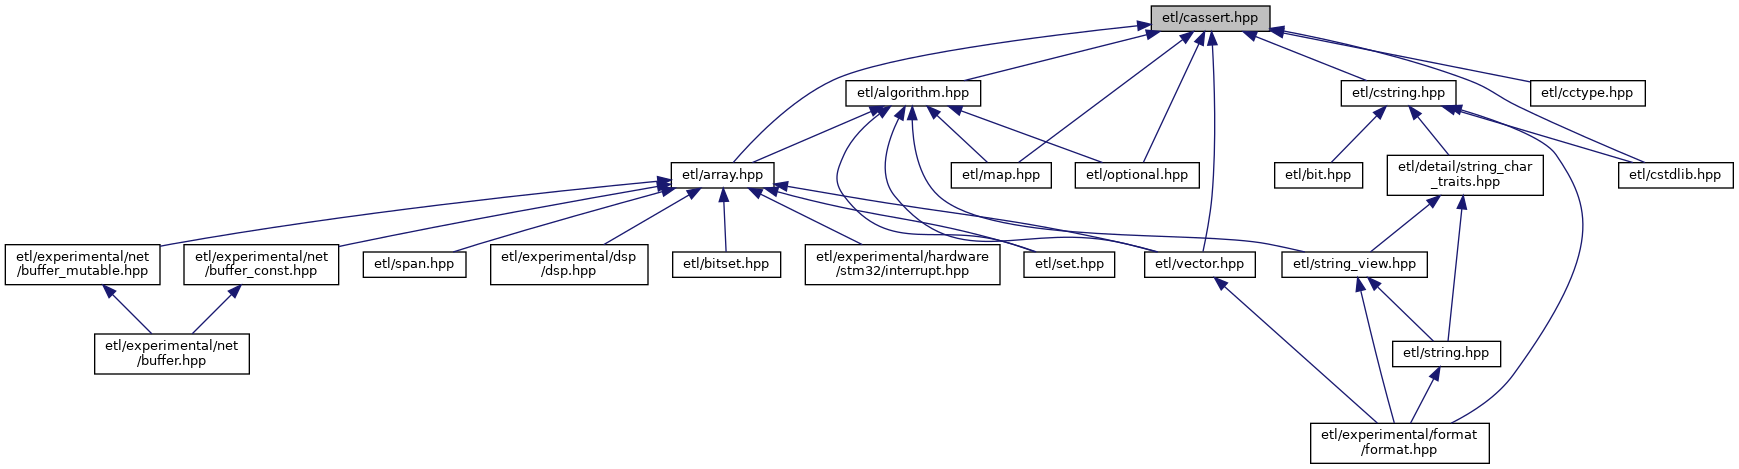 etl/cassert.hpp
etl/algorithm.hpp
etl/cstring.hpp
etl/cctype.hpp
etl/array.hpp
etl/map.hpp
etl/optional.hpp
etl/bit.hpp
etl/detail/string_char
_traits.hpp
etl/cstdlib.hpp
etl/experimental/net
/buffer_mutable.hpp
etl/experimental/net
/buffer_const.hpp
etl/span.hpp
etl/experimental/dsp
/dsp.hpp
etl/bitset.hpp
etl/experimental/hardware
/stm32/interrupt.hpp
etl/set.hpp
etl/vector.hpp
etl/string_view.hpp
etl/experimental/net
/buffer.hpp
etl/string.hpp
etl/experimental/format
/format.hpp